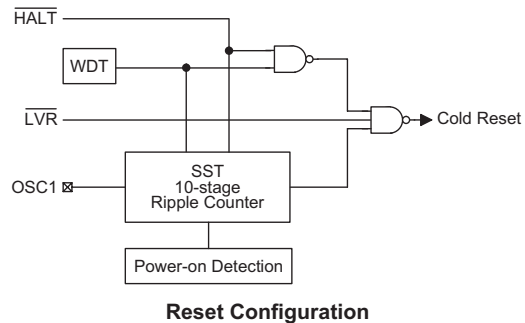 HALT
WDT
LVR
Cold Reset
SST
10-stage
Ripple Counter
OSC1
Power-on Detection
Reset Configuration